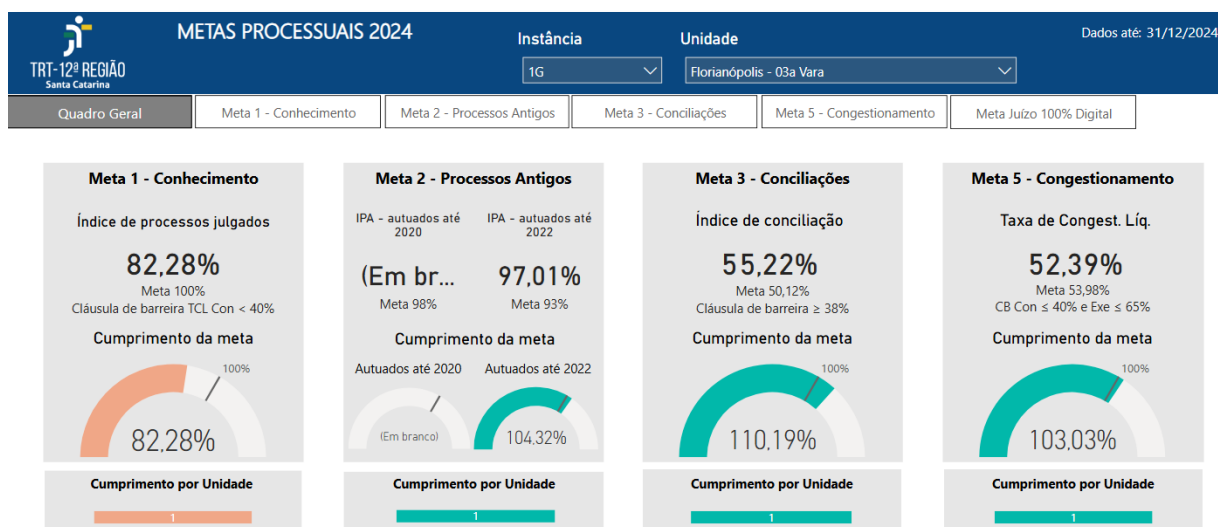 METAS PROCESSUAIS 2024
Instância
Unidade
Dados até: 31/12/2024
TRT-12ª REGIÃO
Santa Catarina
1G
Florianópolis - 03a Vara
Quadro Geral
Meta 1 - Conhecimento
Meta 2 - Processos Antigos
Meta 3 - Conciliações
Meta 5 - Congestionamento
Meta Juízo 100% Digital
Meta 1 - Conhecimento
Índice de processos julgados
82,28%
Meta 100%
Cláusula de barreira TCL Con < 40%
Cumprimento da meta
100%
82,28%
Cumprimento por Unidade
1
Meta 2 - Processos Antigos
IPA - autuados até
2020
IPA - autuados até
2022
(Em br...
97,01%
Meta 98%
Meta 93%
Cumprimento da meta
Autuados até 2020
Autuados até 2022
(Em branco)
104,32%
Cumprimento por Unidade
1
Meta 3 - Conciliações
Índice de conciliação
55,22%
Meta 50,12%
Cláusula de barreira ≥ 38%
Cumprimento da meta
100%
110,19%
Cumprimento por Unidade
1
Meta 5 - Congestionamento
Taxa de Congest. Líq.
52,39%
Meta 53,98%
CB Con ≤ 40% e Exe ≤ 65%
Cumprimento da meta
100%
103,03%
Cumprimento por Unidade
1